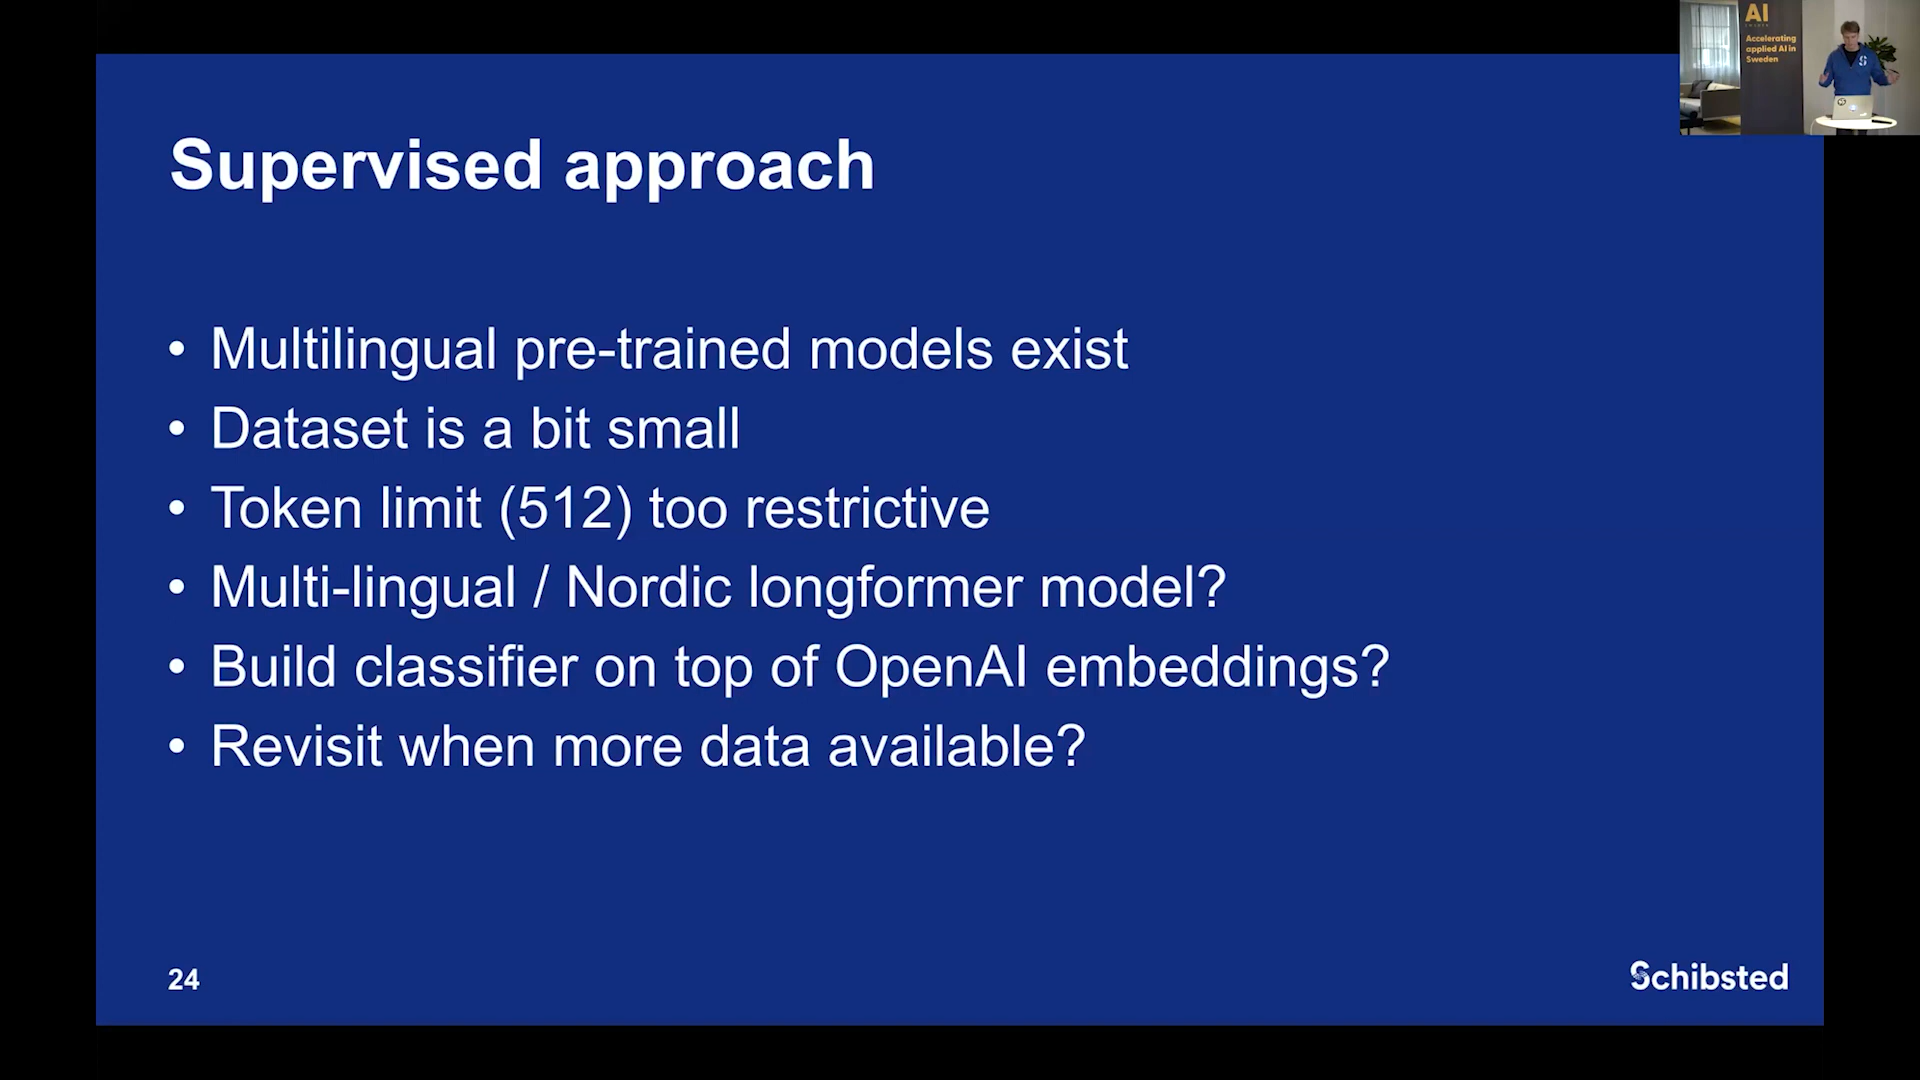 AI
Accelerating
applied AI in
Sweden
Supervised approach
• Multilingual pre-trained models exist
• Dataset is a bit small
• Token limit (512) too restrictive
• Multi-lingual / Nordic longformer model?
• Build classifier on top of OpenAI embeddings?
• Revisit when more data available?
24
Schibsted